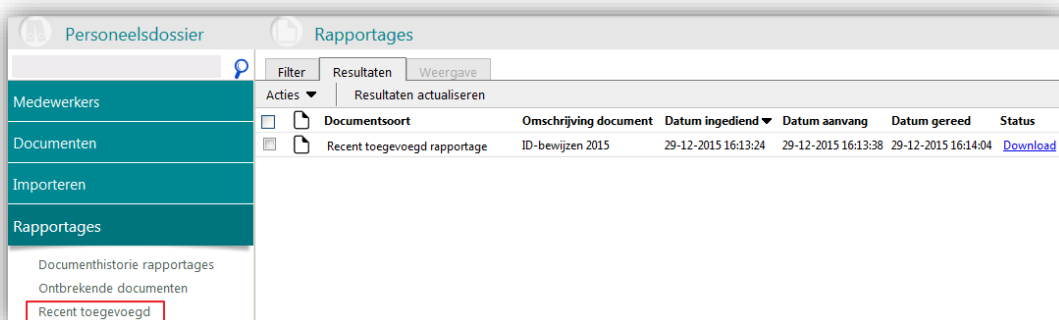 Personeelsdossier
Rapportages
Filter Resultaten Weergave
Acties Resultaten actualiseren
Medewerkers
Documenten
Importeren
Rapportages
Documenthistorie rapportages
Ontbrekende documenten
Recent toegevoegd
Documentsoort Omschrijving document Datum ingediend Datum aanvang Datum gereed Status
Recent toegevoegd rapportage ID-bewijzen 2015 29-12-2015 16:13:24 29-12-2015 16:13:38 29-12-2015 16:14:04 Download